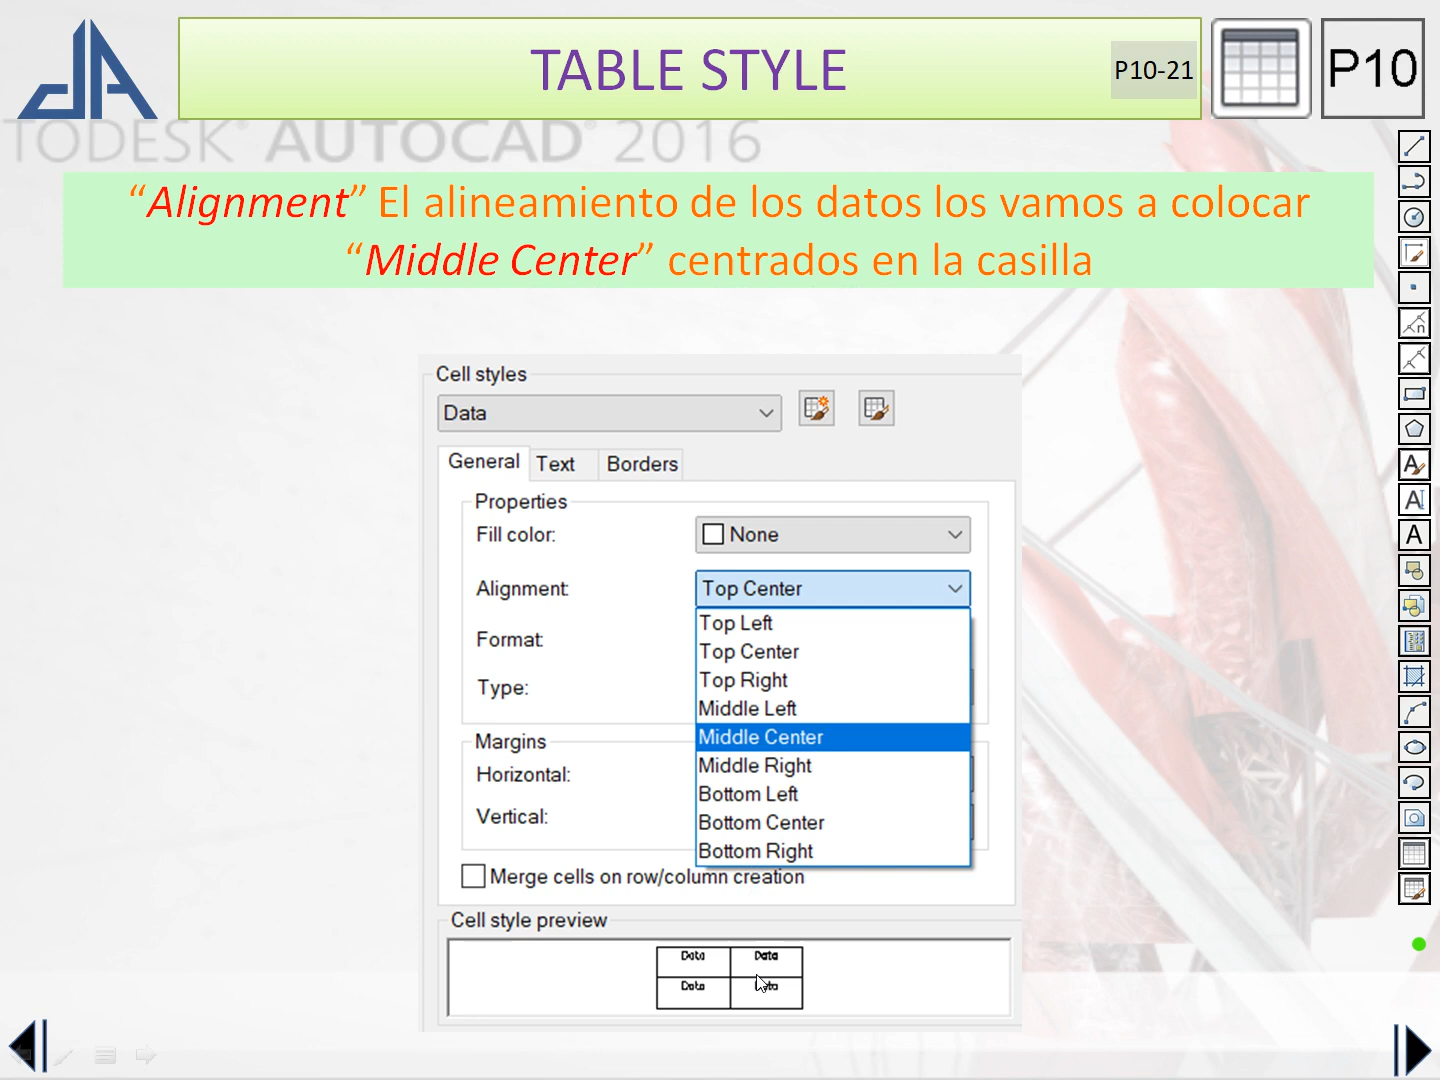 TABLE STYLE
P10-21
P10
TODESK® AUTOCAD® 2016
“Alignment” El alineamiento de los datos los vamos a colocar
“Middle Center” centrados en la casilla
Cell styles
Data
General
Text
Borders
Properties
Fill color:
None
Alignment:
Top Center
Format:
Type:
Top Left
Top Center
Top Right
Middle Left
Middle Center
Middle Right
Bottom Left
Bottom Center
Bottom Right
Margins
Horizontal:
Vertical:
Merge cells on row/column creation
Cell style preview
Data Data
Data Data